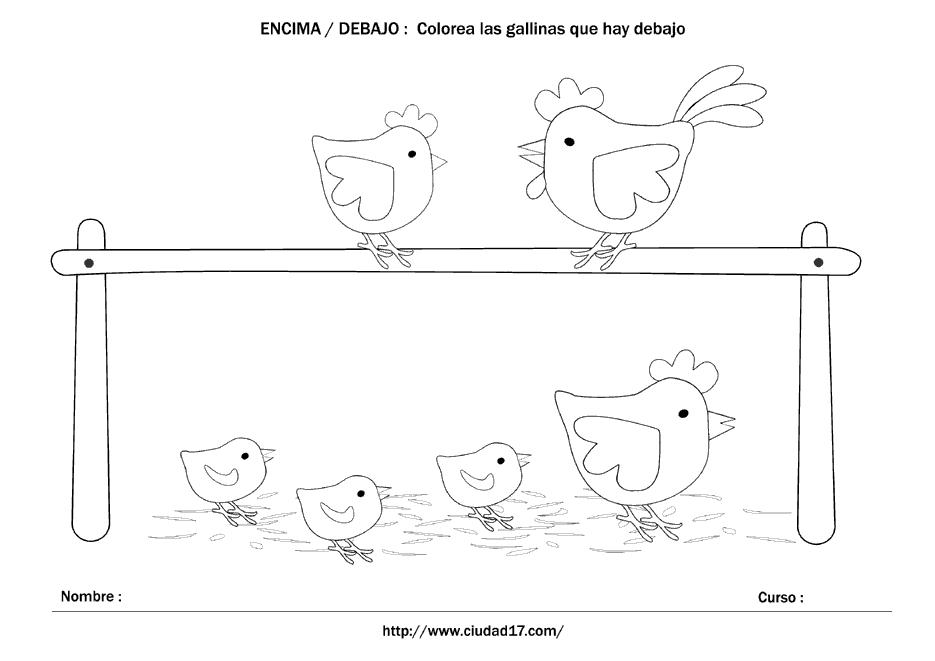 ENCIMA / DEBAJO : Colorea las gallinas que hay debajo
Nombre :
Curso :
http://www.ciudad17.com/